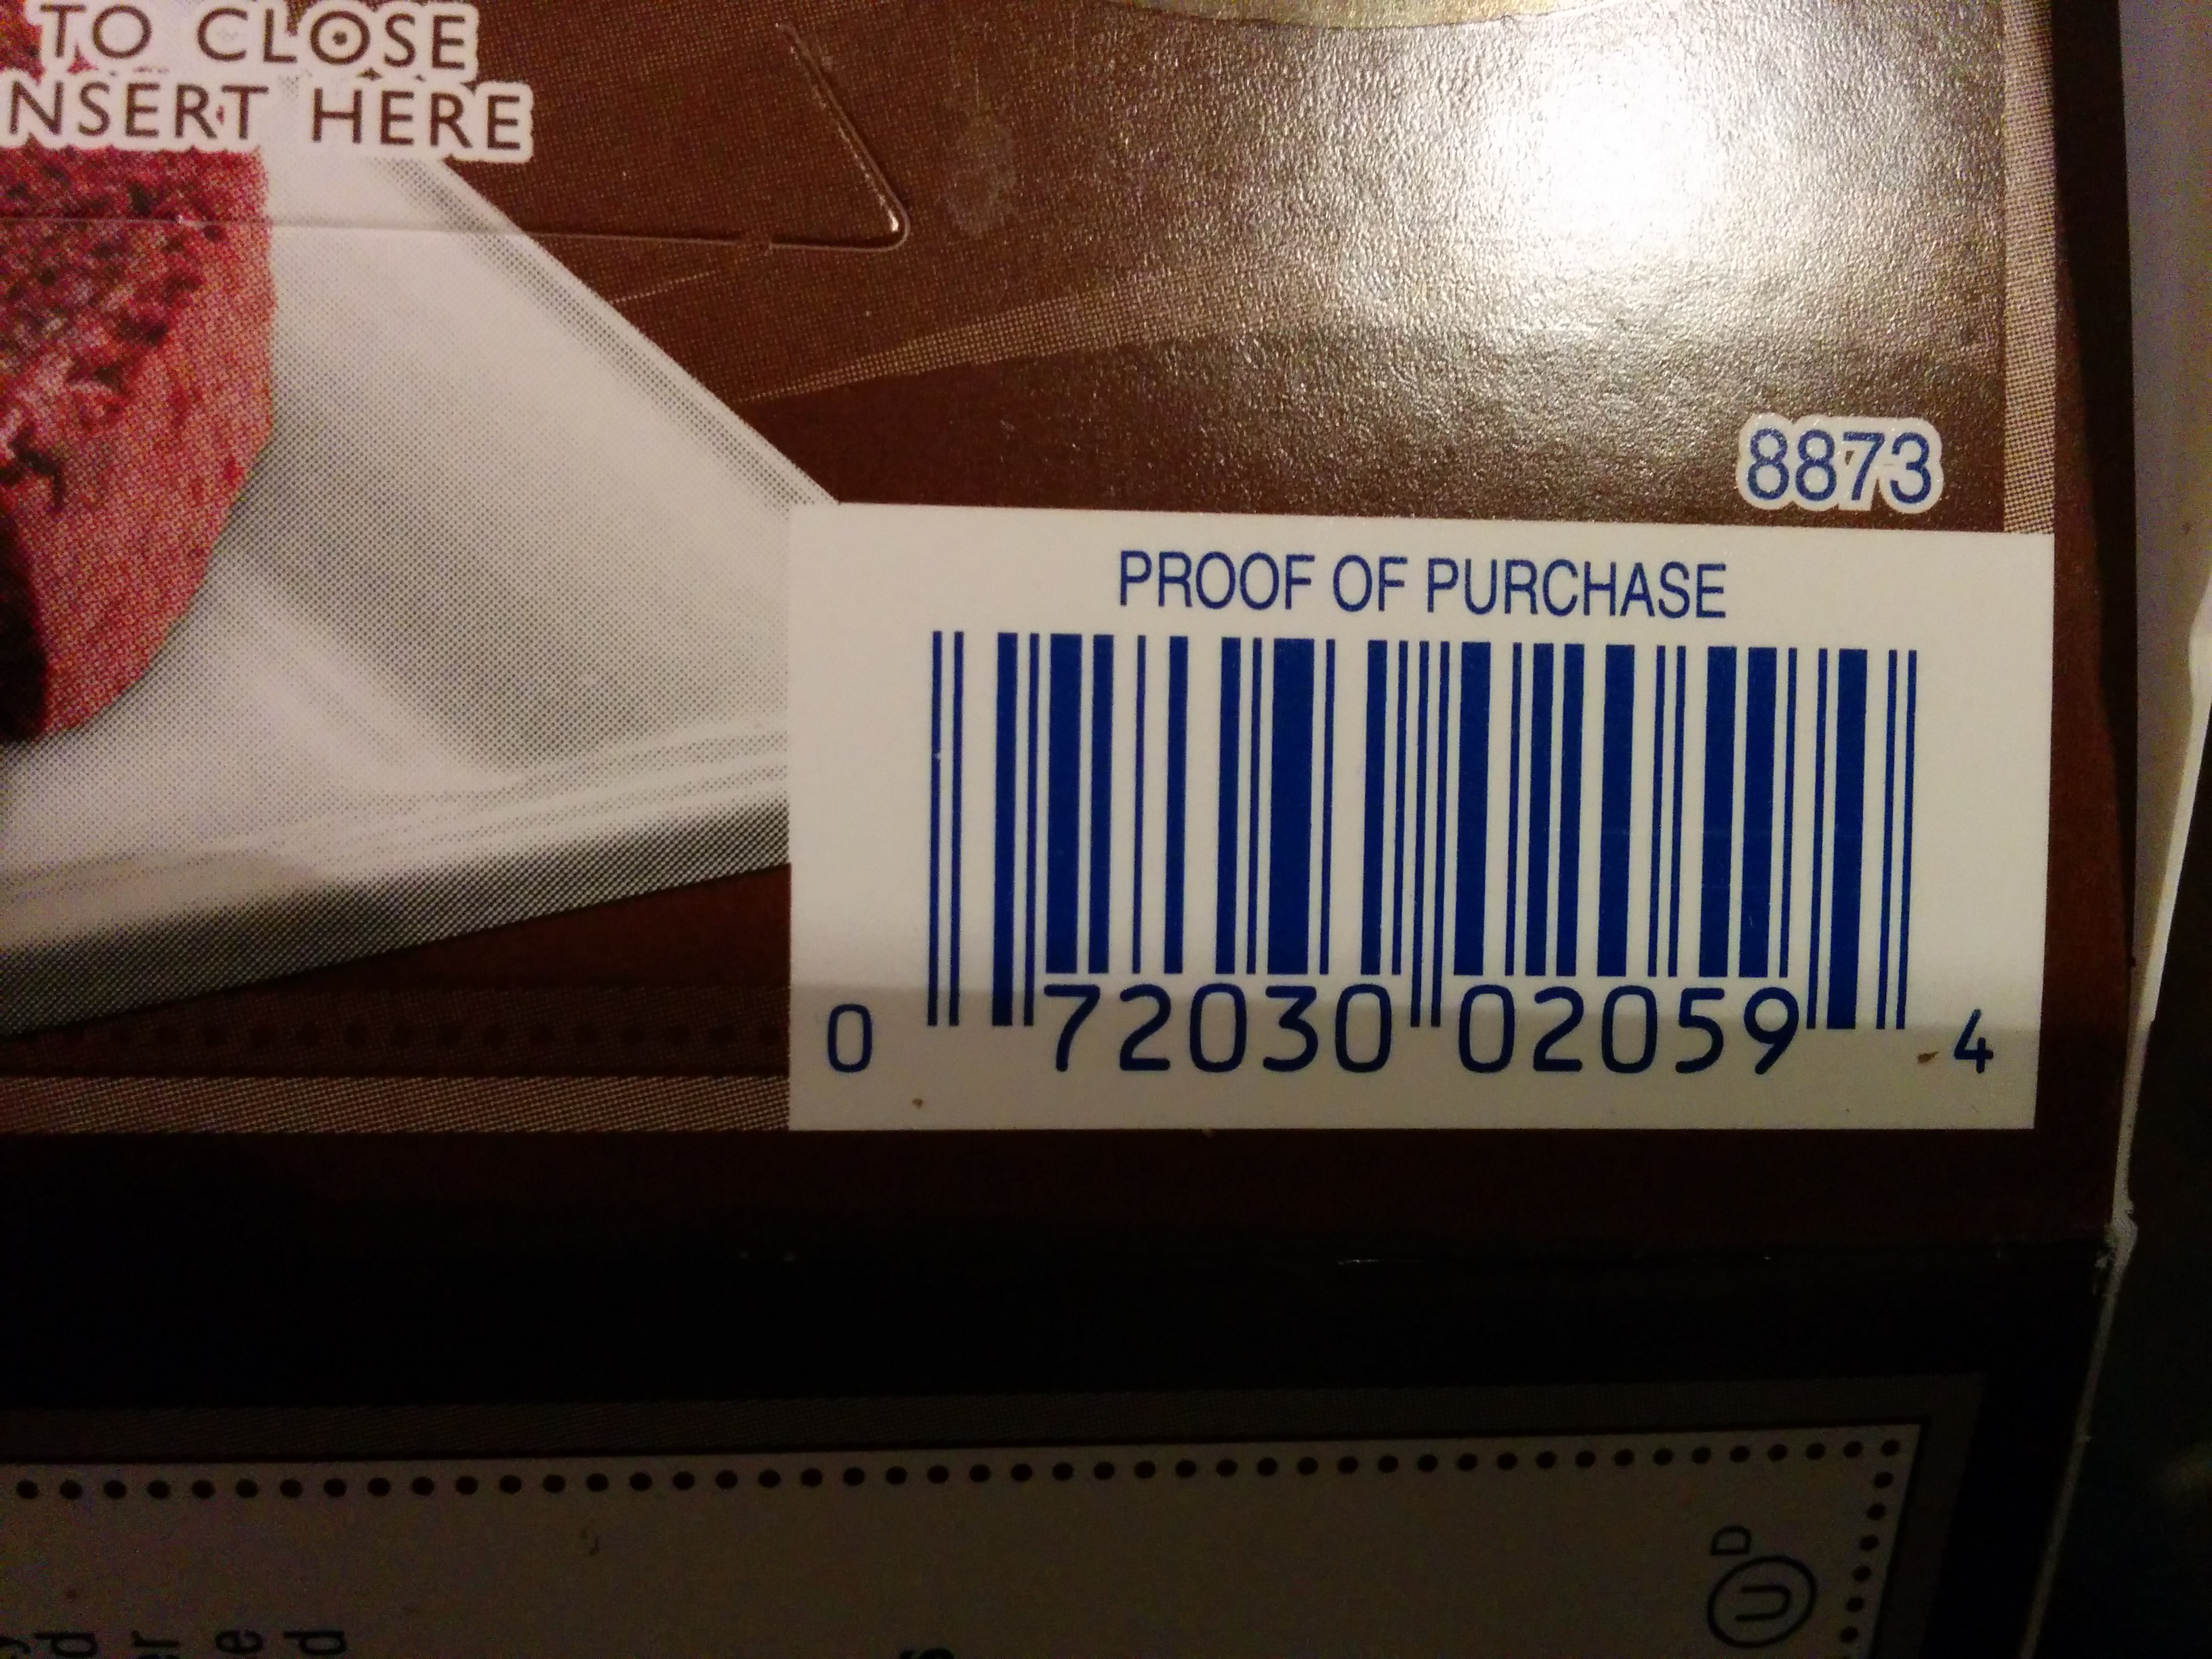 TO CLOSE
NSERT HERE
8873
PROOF OF PURCHASE
0 72030 02059 4
D
U